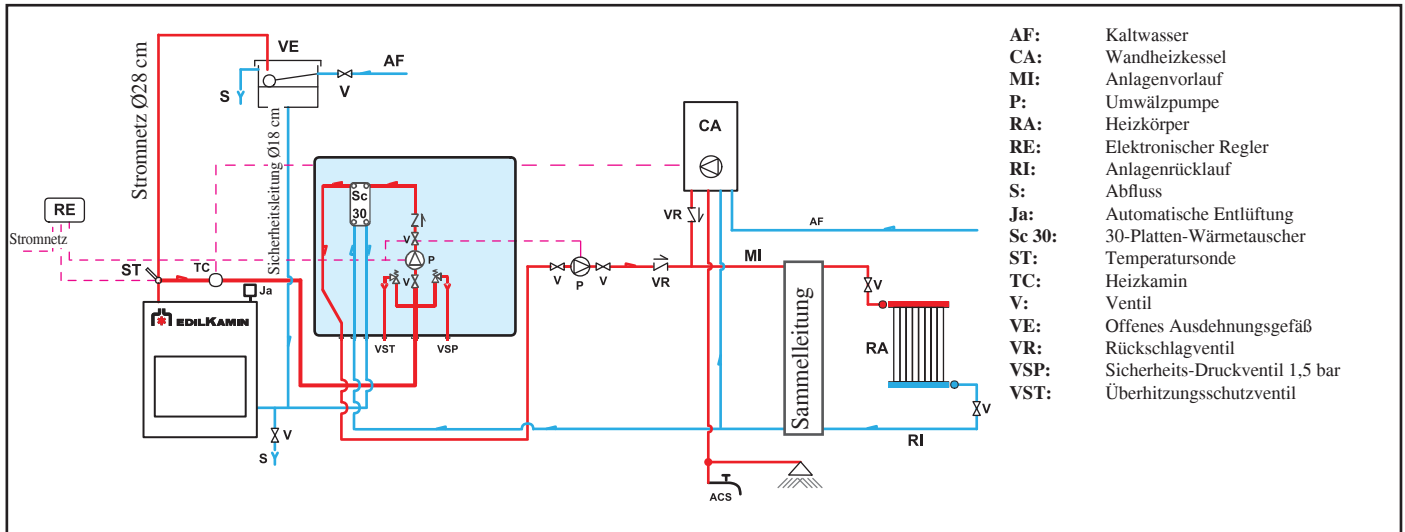 VE
AF
S
V
Stromnetz Ø28 cm
Sicherheitsleitung Ø18 cm
RE
Stromnetz
ST
TC
Ja
EDILKAMIN
V
S
Sc
30
V
P
V
VST
VSP
V
P
V
VR
CA
VR
MI
AF
Sammelleitung
V
RA
V
RI
ACS
AF: Kaltwasser
CA: Wandheizkessel
MI: Anlagenvorlauf
P: Umwälzpumpe
RA: Heizkörper
RE: Elektronischer Regler
RI: Anlagenrücklauf
S: Abfluss
Ja: Automatische Entlüftung
Sc 30: 30-Platten-Wärmetauscher
ST: Temperatursonde
TC: Heizkamin
V: Ventil
VE: Offenes Ausdehnungsgefäß
VR: Rückschlagventil
VSP: Sicherheits-Druckventil 1,5 bar
VST: Überhitzungsschutzventil